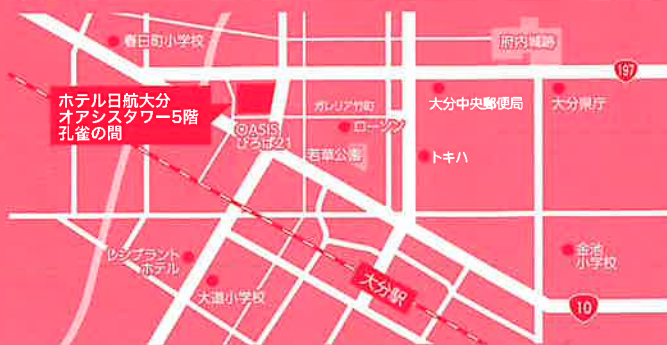 春日町小学校
府内城跡
197
ホテル日航大分
オアシスタワー5階
孔雀の間
ガレリア竹町
大分中央郵便局
大分県庁
OASIS
ひろば21
ローソン
若草公園
トキハ
レンブラント
ホテル
大道小学校
大分駅
金池
小学校
10